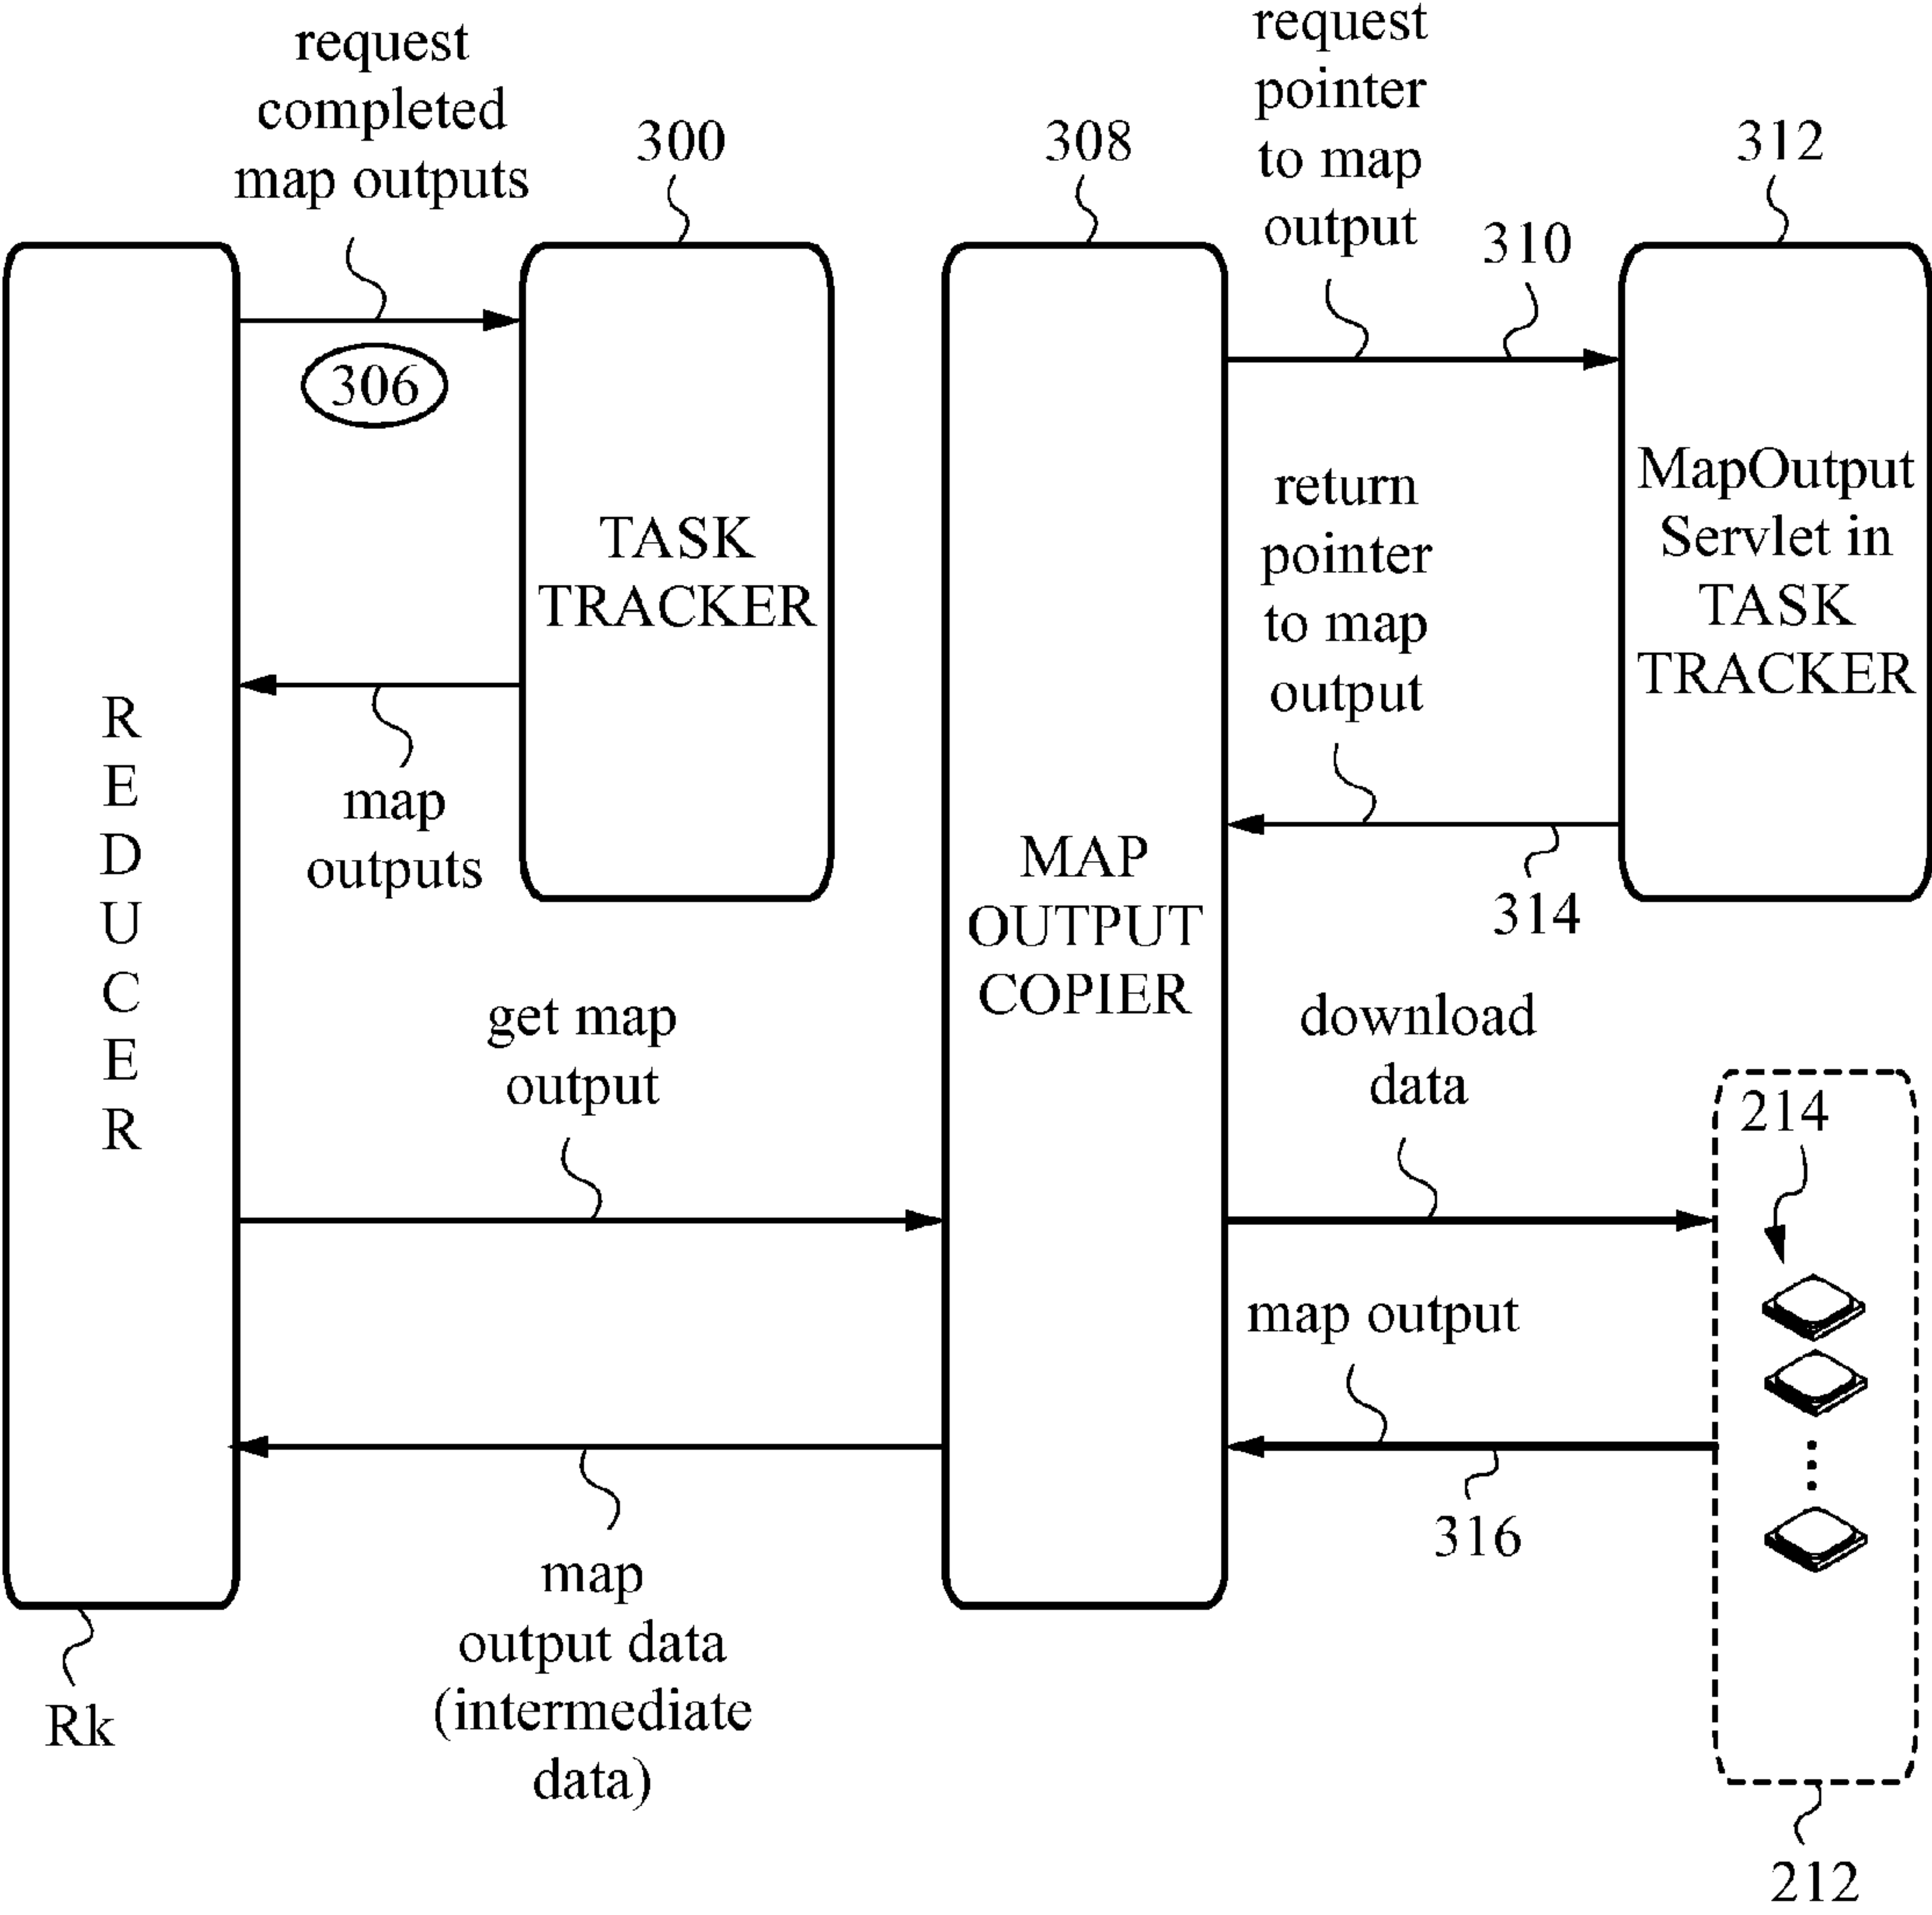 request
completed
map outputs
300
308
request
pointer
to map
output
310
312
306
TASK
TRACKER
map
outputs
REDUCER
MAP
OUTPUT
COPIER
return
pointer
to map
output
314
MapOutput
Servlet in
TASK
TRACKER
get map
output
download
data
214
map output
316
map
output data
(intermediate
data)
Rk
212